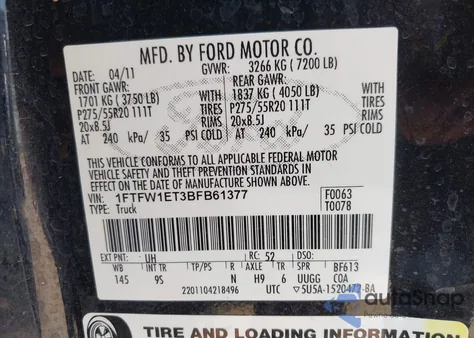 MFD. BY FORD MOTOR CO.
DATE: 04/11 GVWR: 3266 KG ( 7200 LB)
FRONT GAWR: REAR GAWR:
1701 KG ( 3750 LB) 1837 KG ( 4050 LB)
P275/55R20 111T TIRES P275/55R20 111T TIRES
20x8.5J RIMS 20x8.5J RIMS
AT 240 kPa/ 35 PSI COLD AT 240 kPa/ 35 PSI COLD
THIS VEHICLE CONFORMS TO ALL APPLICABLE FEDERAL MOTOR
VEHICLE SAFETY AND BUMPER STANDARDS IN EFFECT ON THE DATE OF
MANUFACTURE SHOWN ABOVE.
VIN: 1FTFW1ET3BFB61377 F0063
TYPE: Truck T0078
EXT PNT: UH RC: 52 DSO:
WB INT TR TP/PS R AXLE TR SPR BF613
145 9S N H9 6 UUGG COA
2201104218496 UTC 5U5A-1520472-BA
autoSnap
TIRE AND LOADING INFORMATION